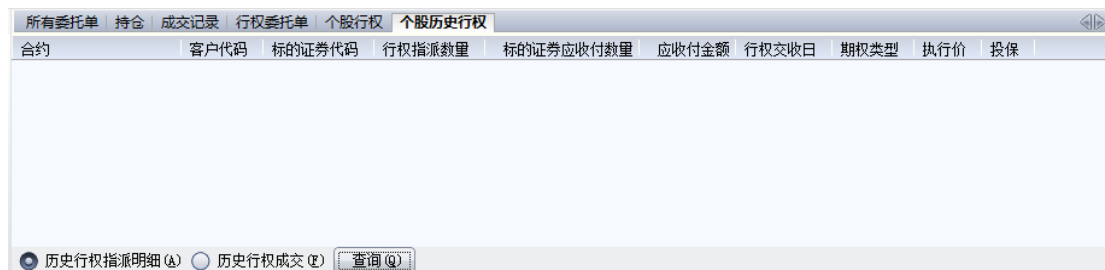 所有委托单 持仓 成交记录 行权委托单 个股行权 个股历史行权
合约 客户代码 标的证券代码 行权指派数量 标的证券应收付数量 应收付金额 行权交收日 期权类型 执行价 投保
历史行权指派明细(A) 历史行权成交(E) 查询(Q)